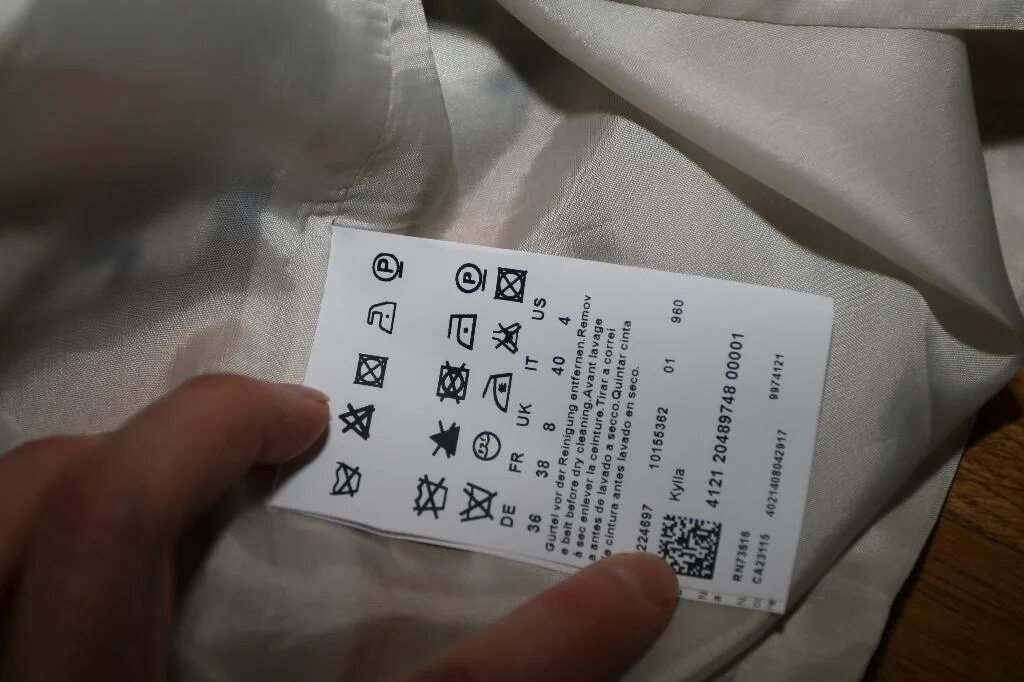 P
P
DE FR UK IT US
36 38 8 40 4
Gürtel vor der Reinigung entfernen.Remov
e belt before dry cleaning.Avant lavage
à sec enlever la ceinture.Tirar a correi
a antes de lavado a secco.Quintar cinta
e cintura antes lavado en seco.
224697 10155362 01 960
Kylla
4121 20489748 00001
RN73616
CA23115 4021408042917 9974121